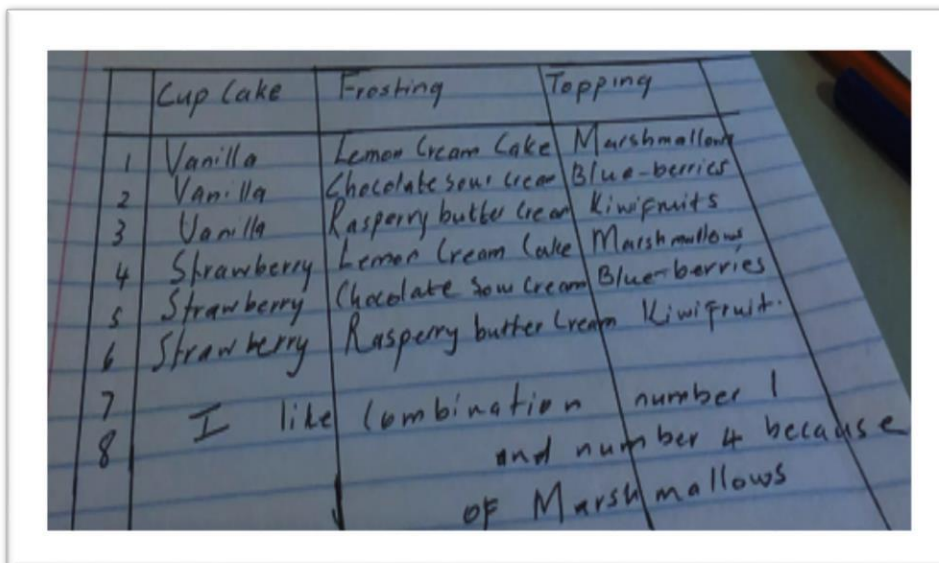 Cup Cake Frosting Topping
1 Vanilla Lemon Cream Cake Marshmallows
2 Vanilla Chocolate sour cream Blue-berries
3 Vanilla Rasperry butter cream Kiwifruits
4 Strawberry Lemon Cream Cake Marshmallows
5 Strawberry Chocolate sour cream Blue-berries
6 Strawberry Rasperry butter cream Kiwifruit.
7 I like combination number 1
8 and number 4 because
of Marshmallows